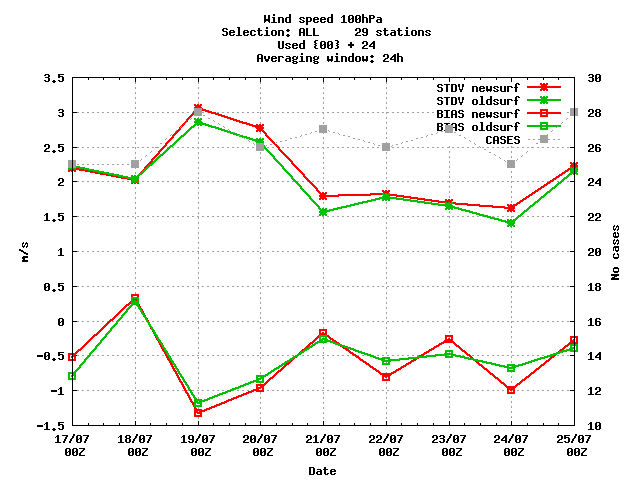 Wind speed 100hPa
Selection: ALL 29 stations
Used {00} + 24
Averaging window: 24h
STDV newsurf
STDV oldsurf
BIAS newsurf
BIAS oldsurf
CASES
3.5
3
2.5
2
1.5
1
0.5
0
-0.5
-1
-1.5
m/s
30
28
26
24
22
20
18
16
14
12
10
No cases
17/07 18/07 19/07 20/07 21/07 22/07 23/07 24/07 25/07
00Z 00Z 00Z 00Z 00Z 00Z 00Z 00Z 00Z
Date